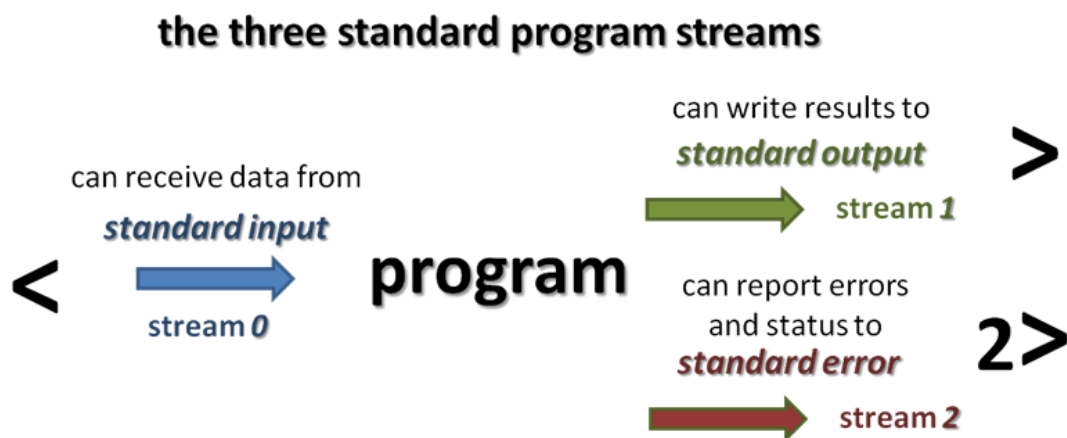 the three standard program streams
can receive data from
standard input
<
stream 0
program
can write results to
standard output
>
stream 1
can report errors
and status to
standard error
2>
stream 2